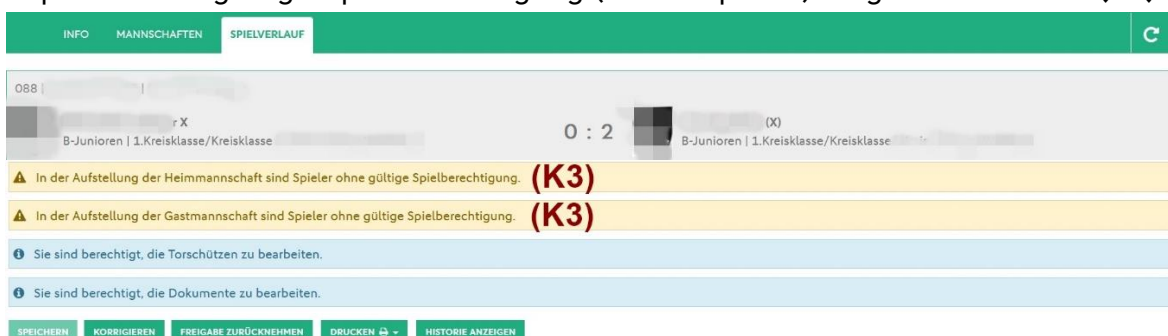 INFO MANNSCHAFTEN SPIELVERLAUF
088 | |
X (X)
0 : 2
B-Junioren | 1.Kreisklasse/Kreisklasse B-Junioren | 1.Kreisklasse/Kreisklasse
In der Aufstellung der Heimmannschaft sind Spieler ohne gültige Spielberechtigung. (K3)
In der Aufstellung der Gastmannschaft sind Spieler ohne gültige Spielberechtigung. (K3)
Sie sind berechtigt, die Torschützen zu bearbeiten.
Sie sind berechtigt, die Dokumente zu bearbeiten.
SPEICHERN KORRIGIEREN FREIGABE ZURÜCKNEHMEN DRUCKEN HISTORIE ANZEIGEN